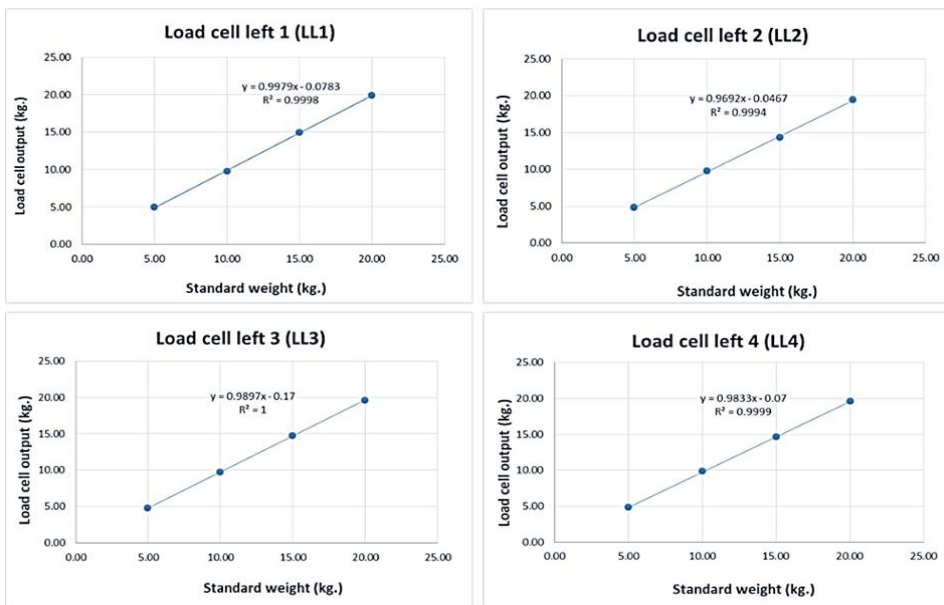 Load cell left 1 (LL1)
Load cell output (kg.)
25.00
20.00
15.00
10.00
5.00
0.00
y = 0.9979x - 0.0783
R² = 0.9998
0.00 5.00 10.00 15.00 20.00 25.00
Standard weight (kg.)
Load cell left 2 (LL2)
Load cell output (kg.)
25.00
20.00
15.00
10.00
5.00
0.00
y = 0.9692x - 0.0467
R² = 0.9994
0.00 5.00 10.00 15.00 20.00 25.00
Standard weight (kg.)
Load cell left 3 (LL3)
Load cell output (kg.)
25.00
20.00
15.00
10.00
5.00
0.00
y = 0.9897x - 0.17
R² = 1
0.00 5.00 10.00 15.00 20.00 25.00
Standard weight (kg.)
Load cell left 4 (LL4)
Load cell output (kg.)
25.00
20.00
15.00
10.00
5.00
0.00
y = 0.9833x - 0.07
R² = 0.9999
0.00 5.00 10.00 15.00 20.00 25.00
Standard weight (kg.)